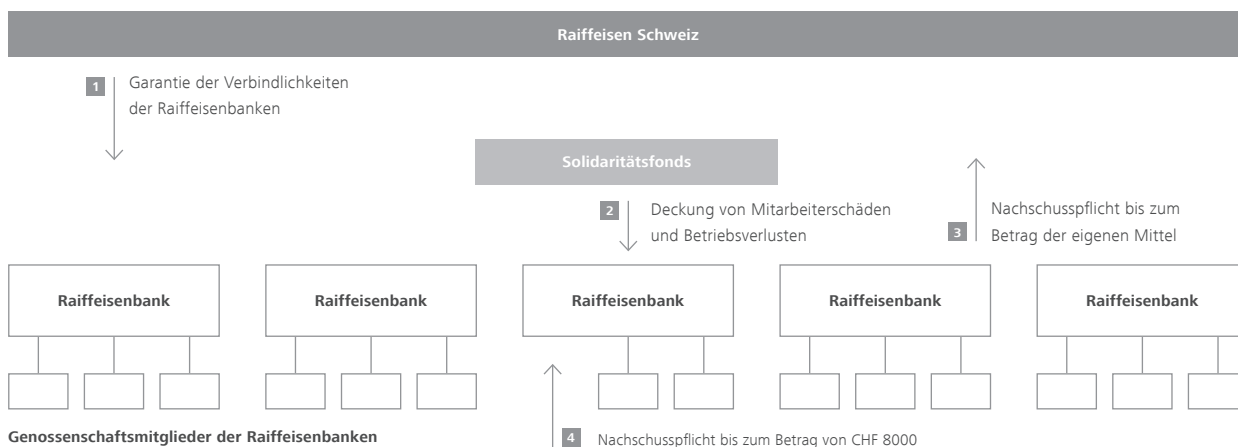 Raiffeisen Schweiz
1 Garantie der Verbindlichkeiten
der Raiffeisenbanken
Solidaritätsfonds
2 Deckung von Mitarbeiterschäden
und Betriebsverlusten
Nachschusspflicht bis zum
3 Betrag der eigenen Mittel
Raiffeisenbank Raiffeisenbank Raiffeisenbank Raiffeisenbank Raiffeisenbank
Genossenschaftsmitglieder der Raiffeisenbanken
4 Nachschusspflicht bis zum Betrag von CHF 8000